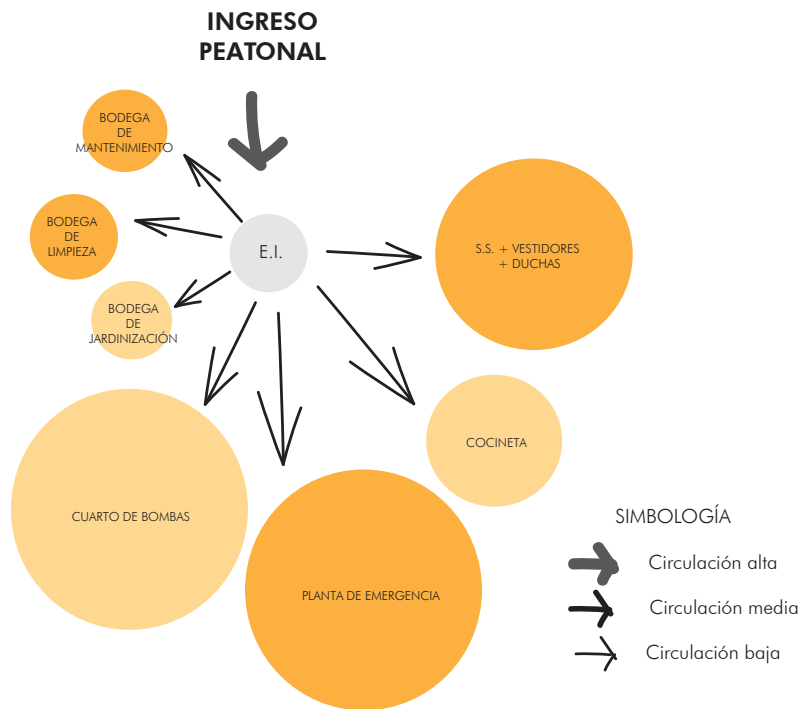 INGRESO
PEATONAL
BODEGA
DE
MANTENIMIENTO
BODEGA
DE
LIMPIEZA
E.I.
S.S. + VESTIDORES
+ DUCHAS
BODEGA
DE
JARDINIZACIÓN
COCINETA
CUARTO DE BOMBAS
PLANTA DE EMERGENCIA
SIMBOLOGÍA
Circulación alta
Circulación media
Circulación baja